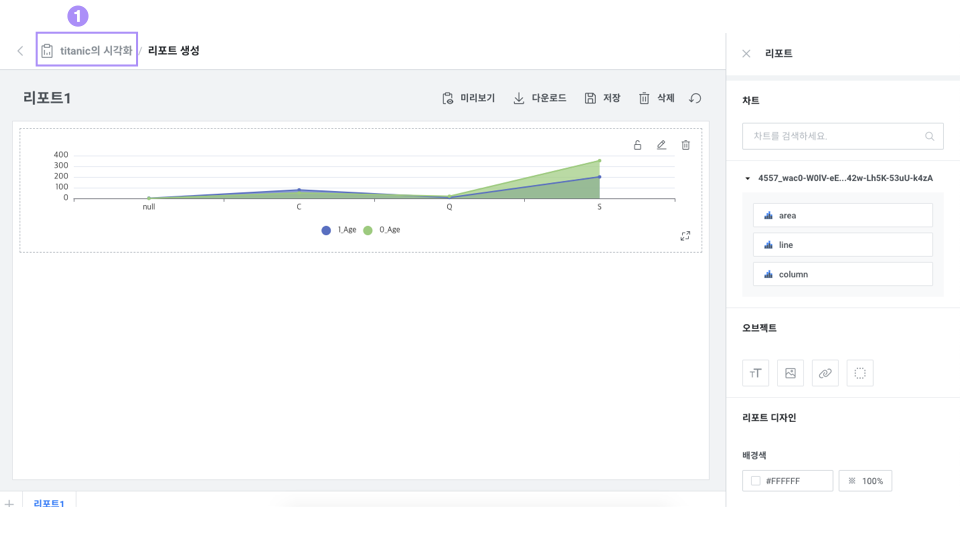 1
titanic의 시각화 / 리포트 생성
리포트
리포트1
미리보기 다운로드 저장 삭제
차트
차트를 검색하세요.
400
300
200
100
0
null C Q S
1_Age 0_Age
4557_wac0-W0lV-eE...42w-Lh5K-53uU-k4zA
area
line
column
오브젝트
TT
리포트 디자인
배경색
#FFFFFF 100%
+ 리포트1